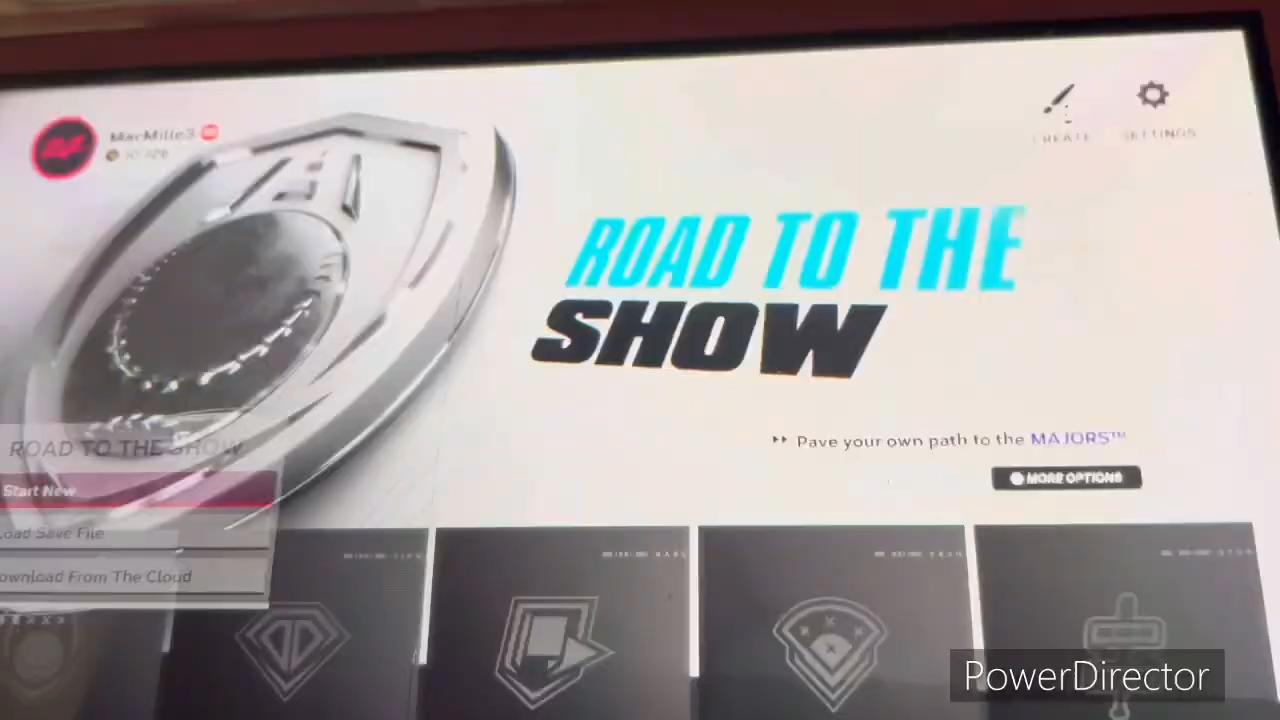 MacMille3
CREATE
SETTINGS
ROAD TO THE
SHOW
Pave your own path to the MAJORS™
MORE OPTIONS
ROAD TO THE SHOW
Start New
Load Save File
ownload From The Cloud
PowerDirector